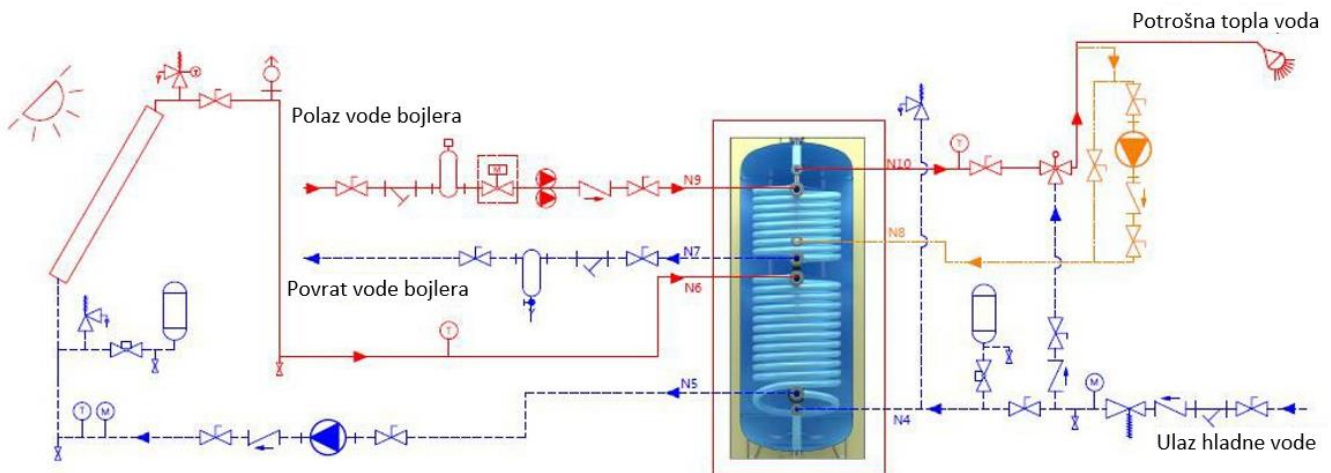 Potrošna topla voda
Polaz vode bojlera
M
T
N10
N9
N8
N7
Povrat vode bojlera
N6
T
N5
T M
M
N4
Ulaz hladne vode